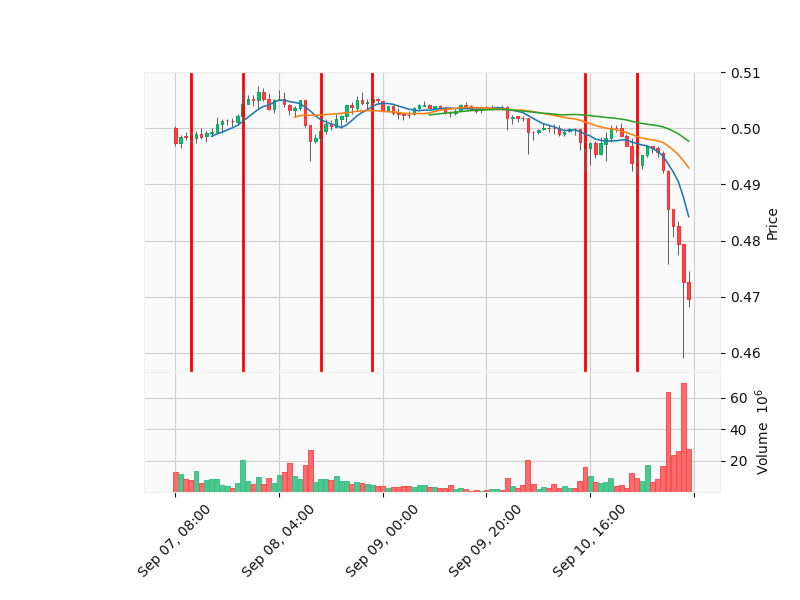 0.51
0.50
0.49
0.48
0.47
0.46
Price
60
40
20
Volume 10^6
Sep 07, 08:00
Sep 08, 04:00
Sep 09, 00:00
Sep 09, 20:00
Sep 10, 16:00